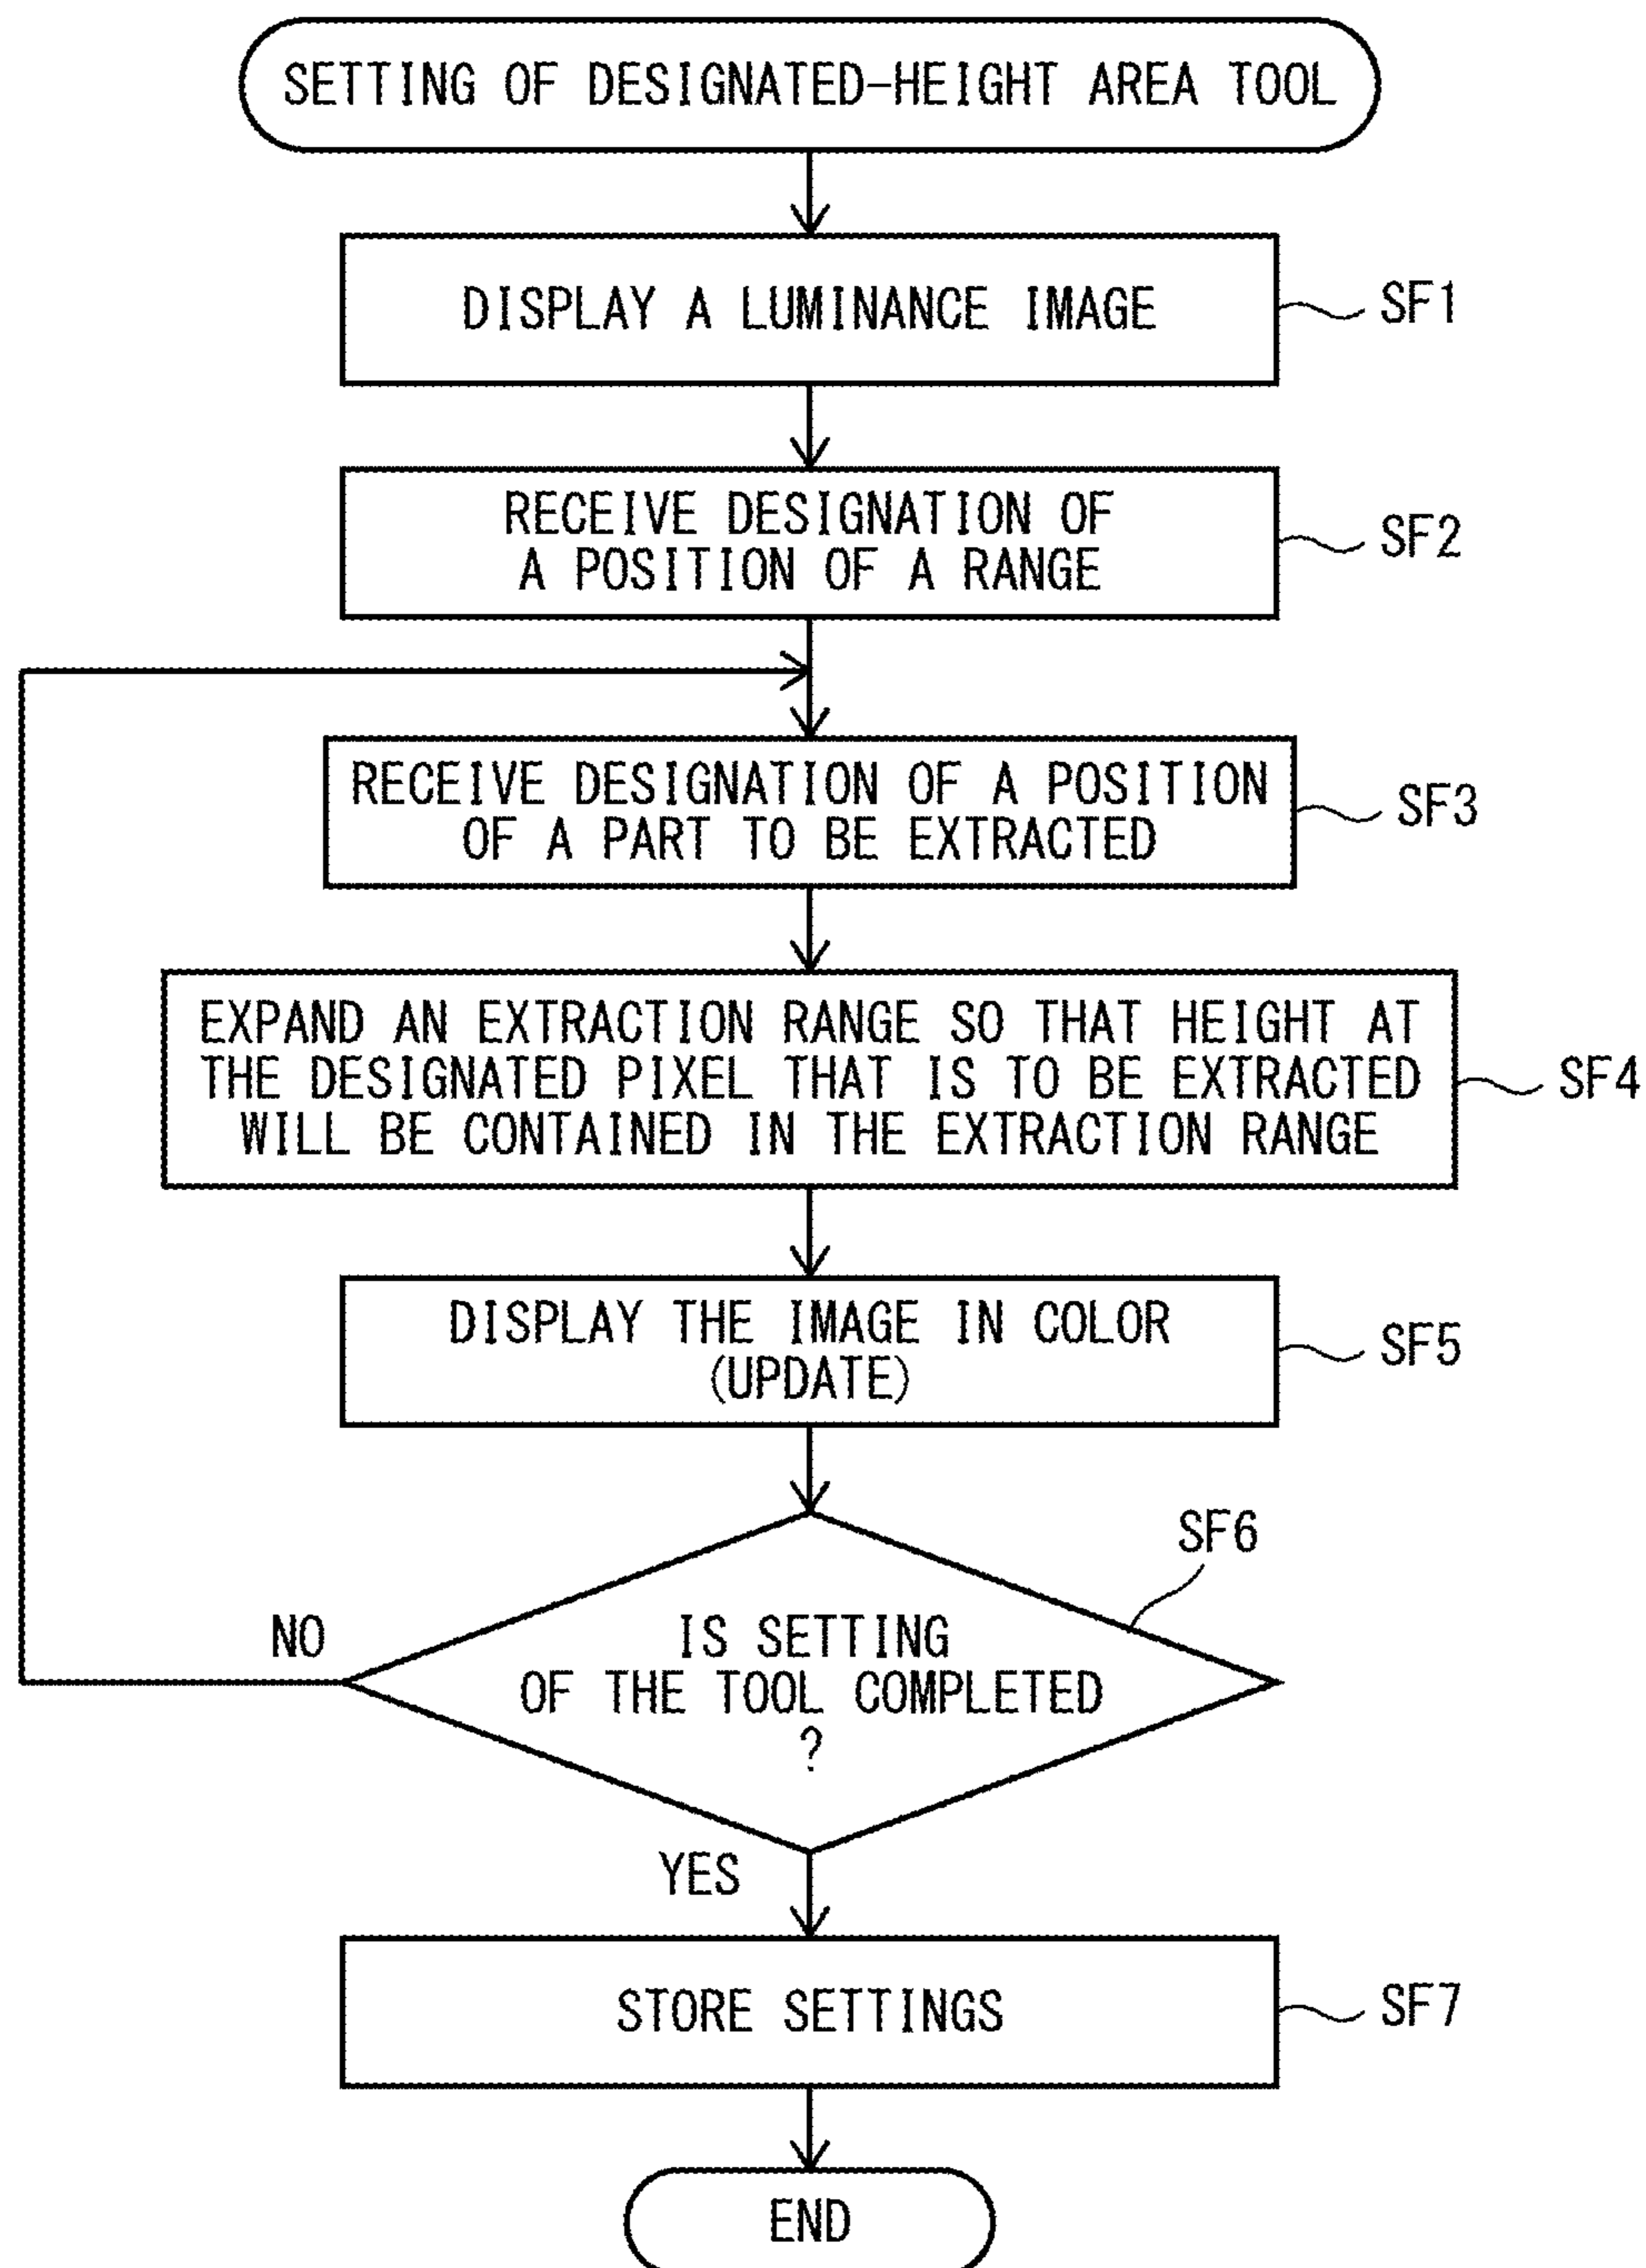 SETTING OF DESIGNATED-HEIGHT AREA TOOL
DISPLAY A LUMINANCE IMAGE
SF1
RECEIVE DESIGNATION OF
A POSITION OF A RANGE
SF2
RECEIVE DESIGNATION OF A POSITION
OF A PART TO BE EXTRACTED
SF3
EXPAND AN EXTRACTION RANGE SO THAT HEIGHT AT
THE DESIGNATED PIXEL THAT IS TO BE EXTRACTED
WILL BE CONTAINED IN THE EXTRACTION RANGE
SF4
DISPLAY THE IMAGE IN COLOR
(UPDATE)
SF5
SF6
NO
IS SETTING
OF THE TOOL COMPLETED
?
YES
STORE SETTINGS
SF7
END